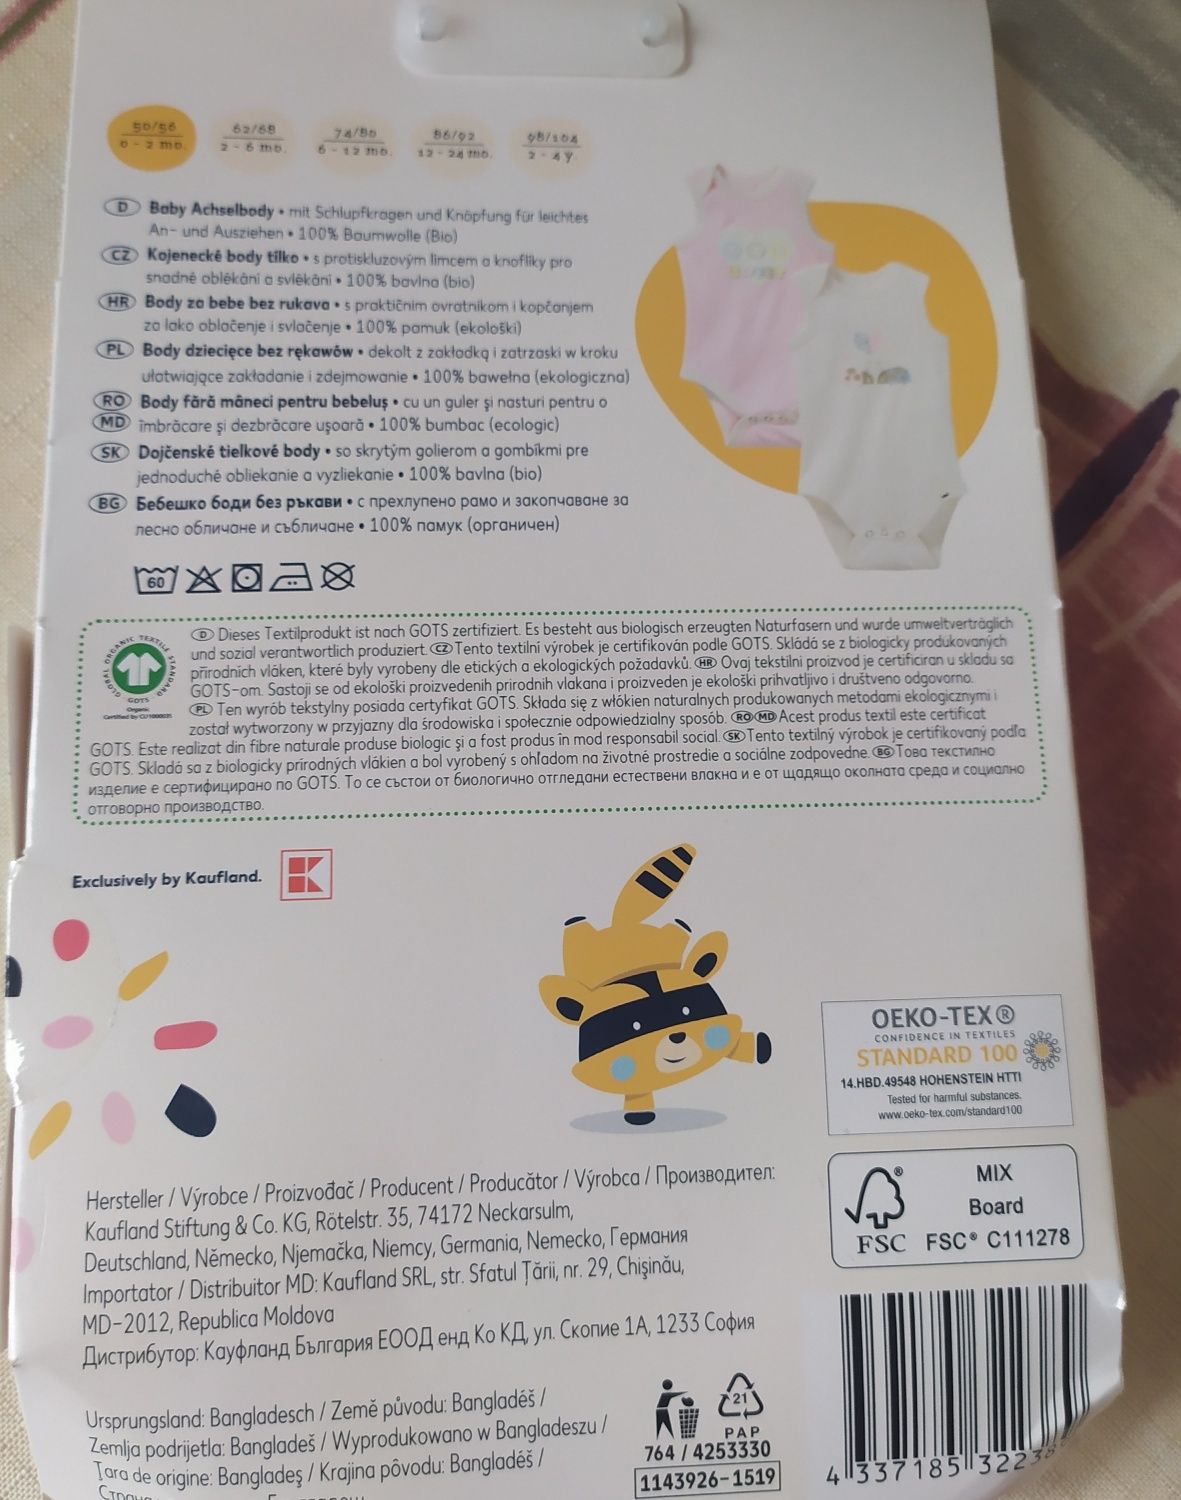 50/56
0 - 2 mo.
62/68
2 - 6 mo.
74/80
6 - 12 mo.
86/92
12 - 24 mo.
98/104
2 - 4 Y.
D Baby Achselbody • mit Schlupfkragen und Knöpfung für leichtes
An- und Ausziehen • 100% Baumwolle (Bio)
CZ Kojenecké body tílko • s protiskluzovým límcem a knoflíky pro
snadné oblékání a svlékání • 100% bavlna (bio)
HR Body za bebe bez rukava • s praktičnim ovratnikom i kopčanjem
za lako oblačenje i svlačenje • 100% pamuk (ekološki)
PL Body dziecięce bez rękawów • dekolt z zakładką i zatrzaski w kroku
ułatwiające zakładanie i zdejmowanie • 100% bawełna (ekologiczna)
RO Body fără mâneci pentru bebeluș • cu un guler și nasturi pentru o
MD îmbrăcare și dezbrăcare ușoară • 100% bumbac (ecologic)
SK Dojčenské tielkové body • so skrytým golierom a gombíkmi pre
jednoduché obliekanie a vyzliekanie • 100% bavlna (bio)
BG Бебешко боди без ръкави • с прехлупено рамо и закопчаване за
лесно обличане и събличане • 100% памук (органичен)
60
GLOBAL ORGANIC TEXTILE STANDARD
GOTS
Organic
Certified by CU1000035
D Dieses Textilprodukt ist nach GOTS zertifiziert. Es besteht aus biologisch erzeugten Naturfasern und wurde umweltverträglich
und sozial verantwortlich produziert. CZ Tento textilní výrobek je certifikován podle GOTS. Skládá se z biologicky produkovaných
přírodních vláken, které byly vyrobeny dle etických a ekologických požadavků. HR Ovaj tekstilni proizvod je certificiran u skladu sa
GOTS-om. Sastoji se od ekološki proizvedenih prirodnih vlakana i proizveden je ekološki prihvatljivo i društveno odgovorno.
PL Ten wyrób tekstylny posiada certyfikat GOTS. Składa się z włókien naturalnych produkowanych metodami ekologicznymi i
został wytworzony w przyjazny dla środowiska i społecznie odpowiedzialny sposób. RO MD Acest produs textil este certificat
GOTS. Este realizat din fibre naturale produse biologic și a fost produs în mod responsabil social. SK Tento textilný výrobok je certifikovaný podľa
GOTS. Skladá sa z biologicky prírodných vlákien a bol vyrobený s ohľadom na životné prostredie a sociálne zodpovedne. BG Това текстилно
изделие е сертифицирано по GOTS. То се състои от биологично отгледани естествени влакна и е от щадящо околната среда и социално
отговорно производство.
Exclusively by Kaufland.
OEKO-TEX®
CONFIDENCE IN TEXTILES
STANDARD 100
14.HBD.49548 HOHENSTEIN HTTI
Tested for harmful substances.
www.oeko-tex.com/standard100
MIX
Board
FSC® C111278
FSC
Hersteller / Výrobce / Proizvođač / Producent / Producător / Výrobca / Производител:
Kaufland Stiftung & Co. KG, Rötelstr. 35, 74172 Neckarsulm,
Deutschland, Německo, Njemačka, Niemcy, Germania, Nemecko, Германия
Importator / Distribuitor MD: Kaufland SRL, str. Sfatul Țării, nr. 29, Chișinău,
MD-2012, Republica Moldova
Дистрибутор: Кауфланд България ЕООД енд Ко КД, ул. Скопие 1А, 1233 София
Ursprungsland: Bangladesch / Země původu: Bangladéš /
Zemlja podrijetla: Bangladeš / Wyprodukowano w Bangladeszu /
Țara de origine: Bangladeș / Krajina pôvodu: Bangladéš /
21
PAP
764 / 4253330
1143926-1519
4 337185 3223